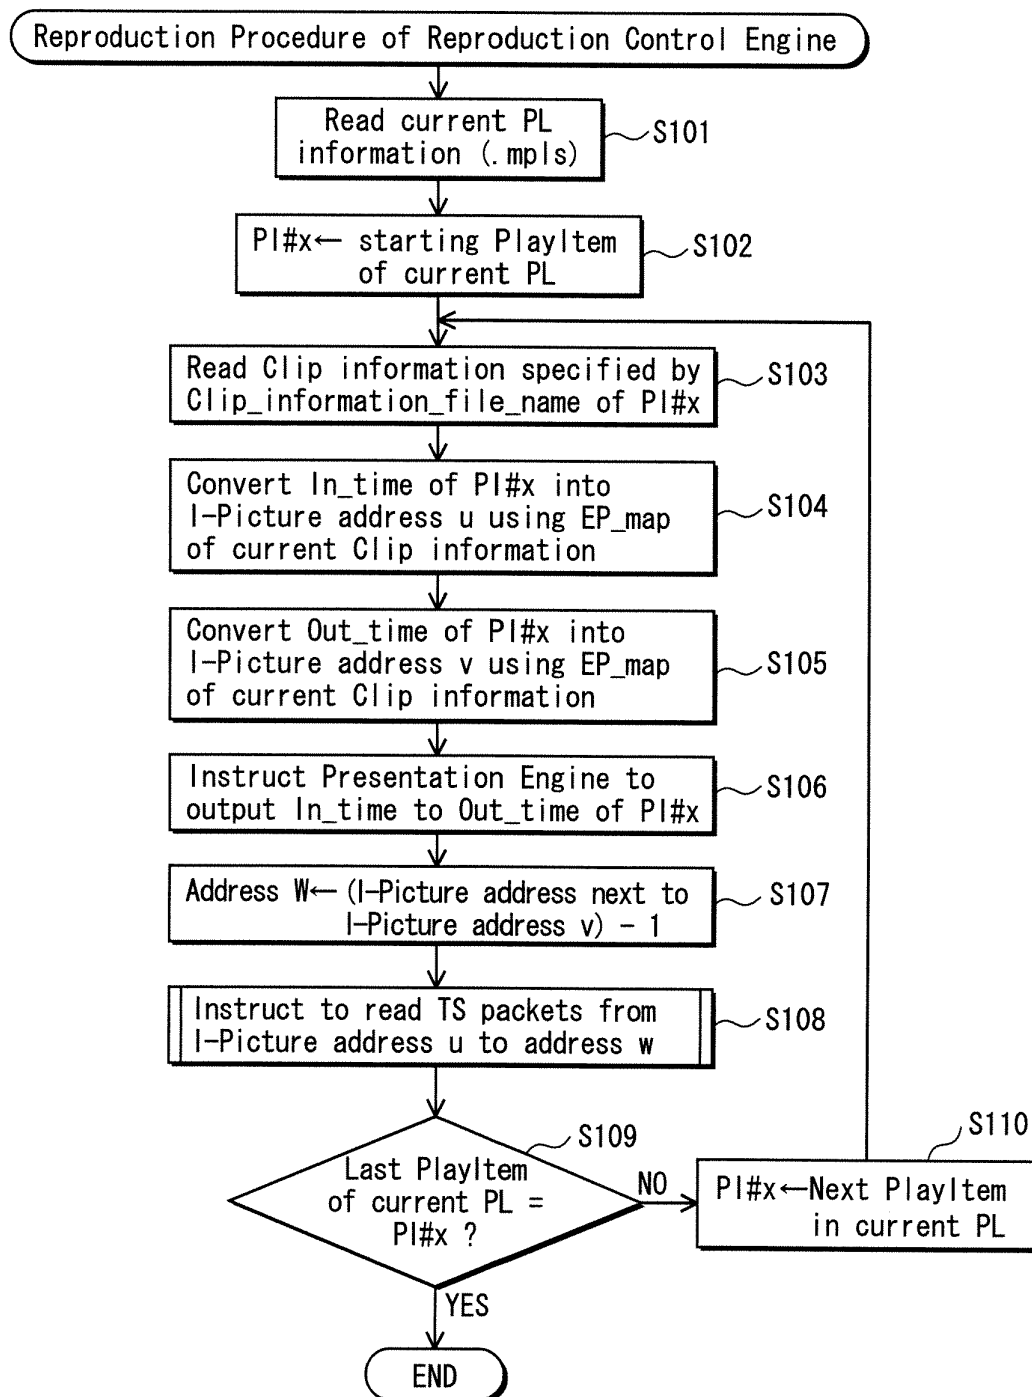 Reproduction Procedure of Reproduction Control Engine
Read current PL
information (.mpls)
S101
PI#x← starting PlayItem
of current PL
S102
Read Clip information specified by
Clip_information_file_name of PI#x
S103
Convert In_time of PI#x into
I-Picture address u using EP_map
of current Clip information
S104
Convert Out_time of PI#x into
I-Picture address v using EP_map
of current Clip information
S105
Instruct Presentation Engine to
output In_time to Out_time of PI#x
S106
Address W← (I-Picture address next to
I-Picture address v) - 1
S107
Instruct to read TS packets from
I-Picture address u to address w
S108
Last PlayItem
of current PL =
PI#x ?
S109
NO
PI#x←Next PlayItem
in current PL
S110
YES
END